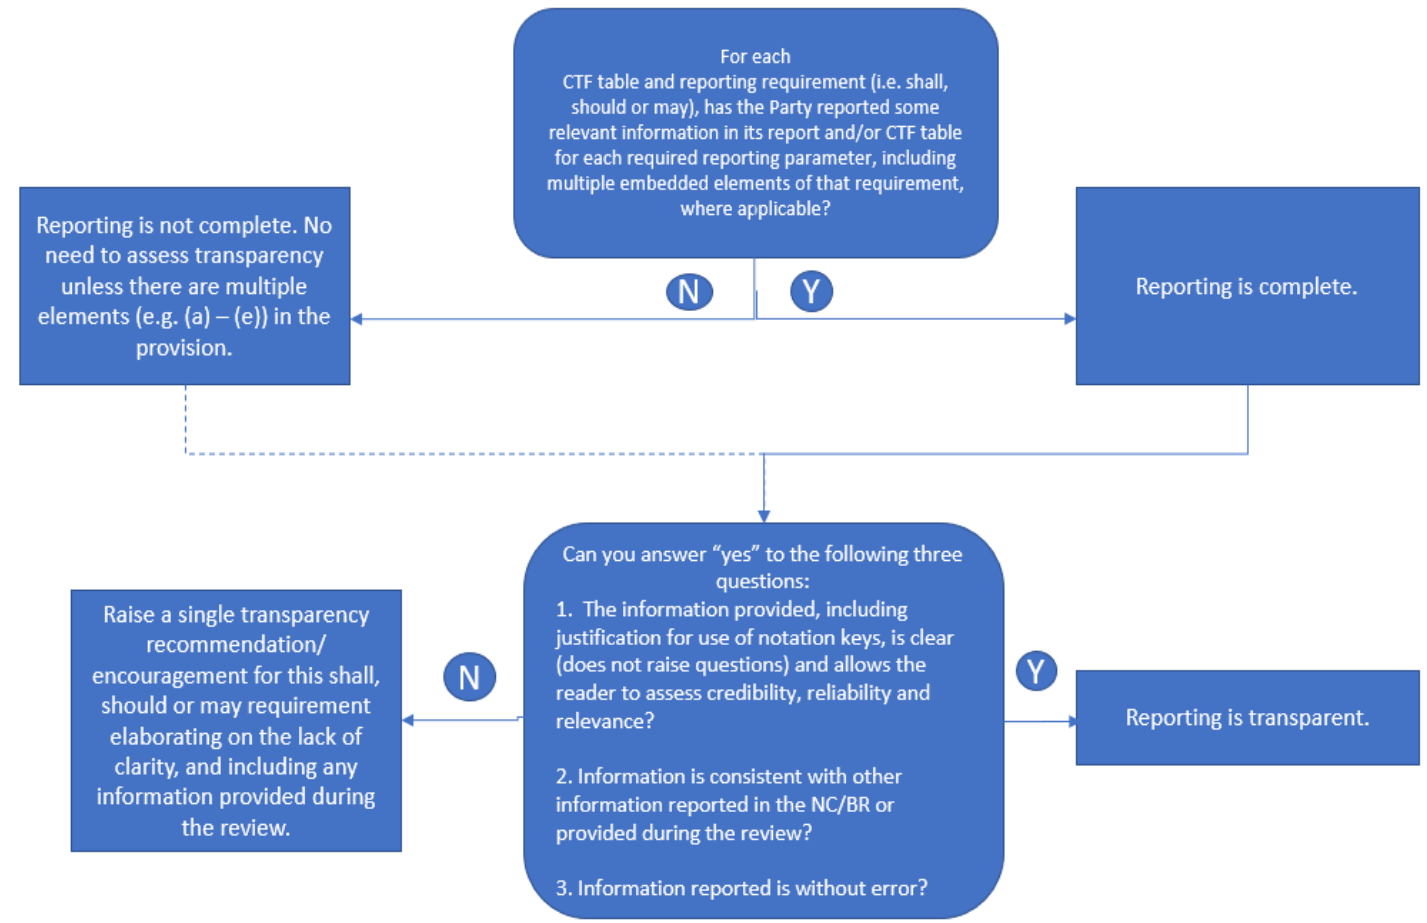 For each
CTF table and reporting requirement (i.e. shall,
should or may), has the Party reported some
relevant information in its report and/or CTF table
for each required reporting parameter, including
multiple embedded elements of that requirement,
where applicable?
Reporting is not complete. No
need to assess transparency
unless there are multiple
elements (e.g. (a) – (e)) in the
provision.
N
Y
Reporting is complete.
Can you answer “yes” to the following three
questions:
1. The information provided, including
justification for use of notation keys, is clear
(does not raise questions) and allows the
reader to assess credibility, reliability and
relevance?
2. Information is consistent with other
information reported in the NC/BR or
provided during the review?
3. Information reported is without error?
Raise a single transparency
recommendation/
encouragement for this shall,
should or may requirement
elaborating on the lack of
clarity, and including any
information provided during
the review.
N
Y
Reporting is transparent.